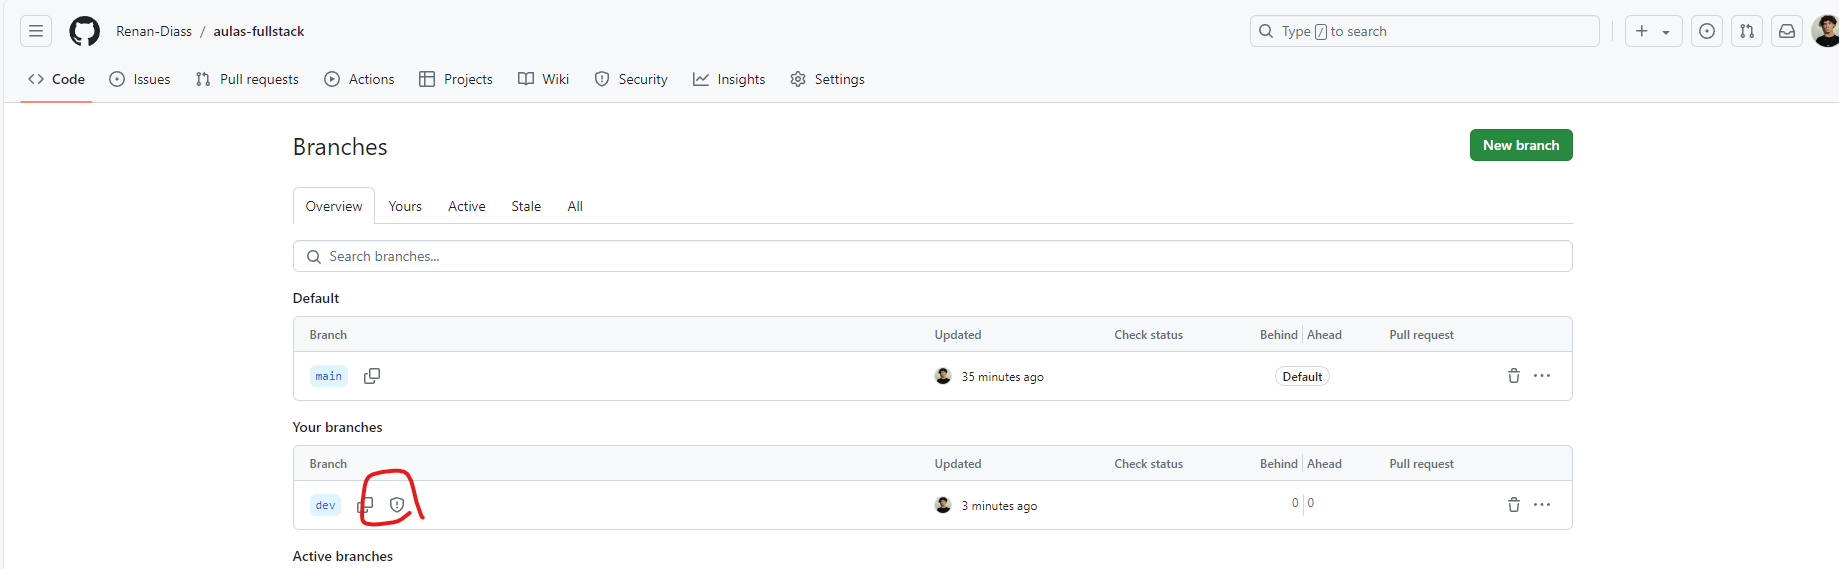 Renan-Diass / aulas-fullstack
Type / to search
Code Issues Pull requests Actions Projects Wiki Security Insights Settings
Branches
New branch
Overview Yours Active Stale All
Search branches...
Default
Branch Updated Check status Behind Ahead Pull request
main 35 minutes ago Default
Your branches
Branch Updated Check status Behind Ahead Pull request
dev 3 minutes ago 0 0
Active branches